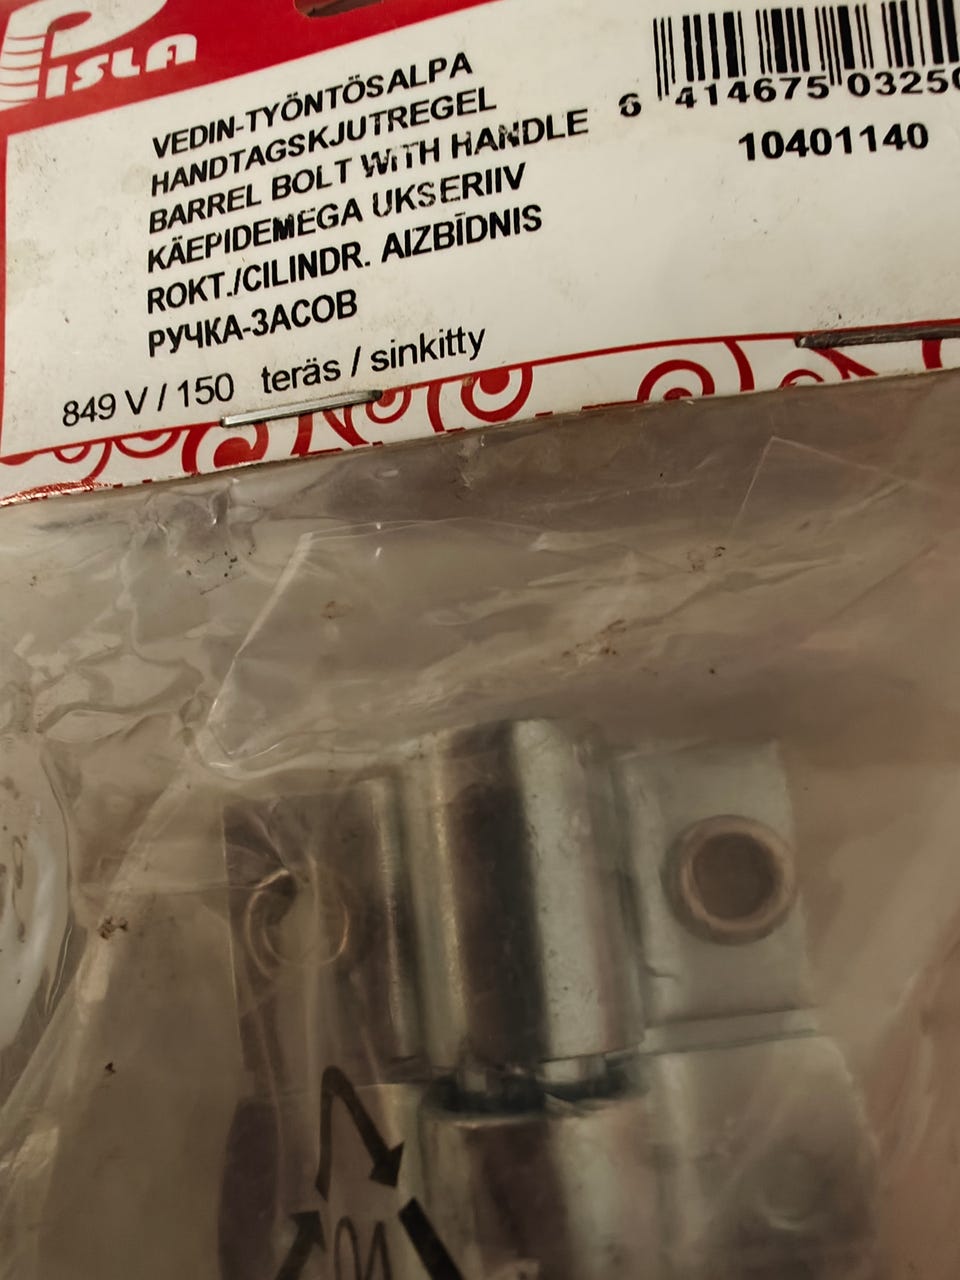 PISLA
VEDIN-TYÖNTÖSALPA
HANDTAGSKJUTREGEL
BARREL BOLT WITH HANDLE
KÄEPIDEMEGA UKSERIIV
ROKT./CILINDR. AIZBĪDNIS
РУЧКА-ЗАСОВ
849 V / 150 teräs / sinkitty
6 414675 03250
10401140